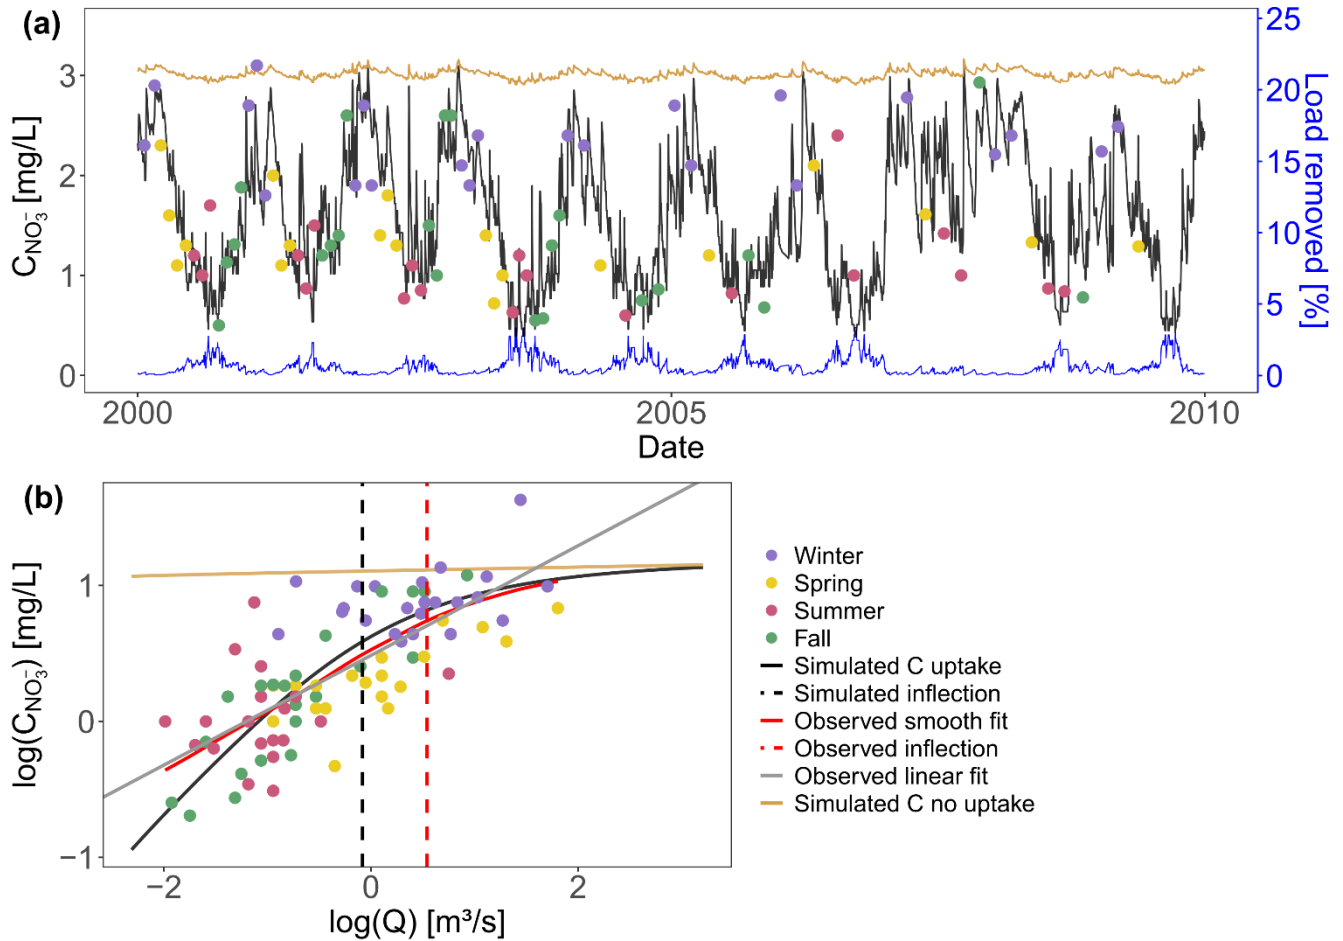 (a)
25
20
15
10
5
0
Load removed [%]
3
2
1
0
C_NO₃⁻ [mg/L]
2000 2005 2010
Date
(b)
1
0
−1
log(C_NO₃⁻) [mg/L]
−2 0 2
log(Q) [m³/s]
Winter
Spring
Summer
Fall
Simulated C uptake
Simulated inflection
Observed smooth fit
Observed inflection
Observed linear fit
Simulated C no uptake